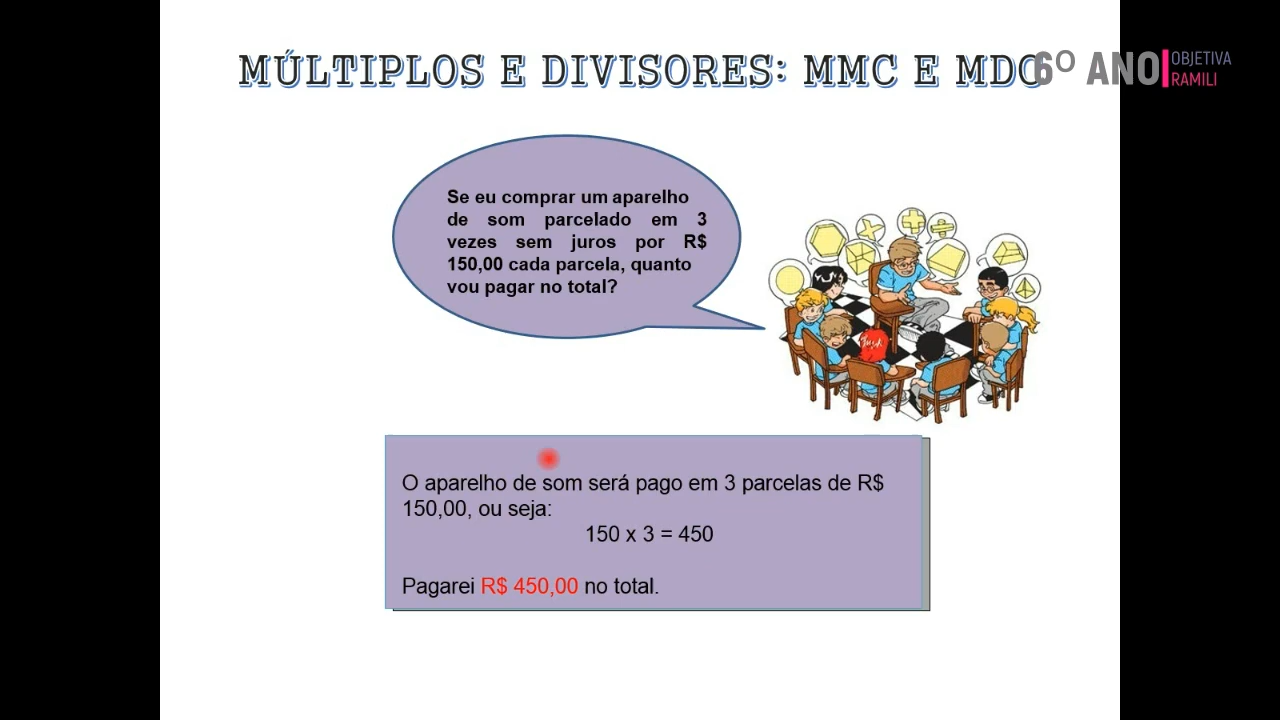 MÚLTIPLOS E DIVISORES: MMC E MDC
6º ANO
OBJETIVA
RAMILI
Se eu comprar um aparelho
de som parcelado em 3
vezes sem juros por R$
150,00 cada parcela, quanto
vou pagar no total?
O aparelho de som será pago em 3 parcelas de R$
150,00, ou seja:
150 x 3 = 450
Pagarei R$ 450,00 no total.